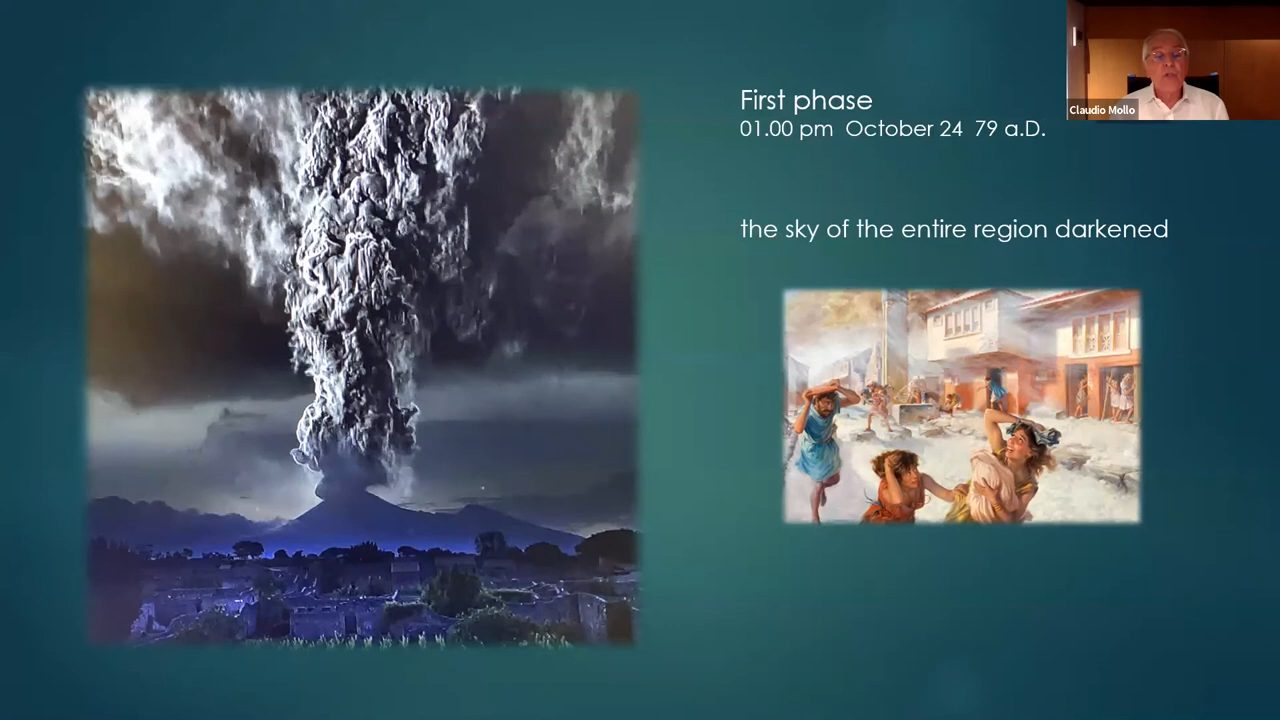 First phase
01.00 pm October 24 79 a.D.
Claudio Mollo
the sky of the entire region darkened